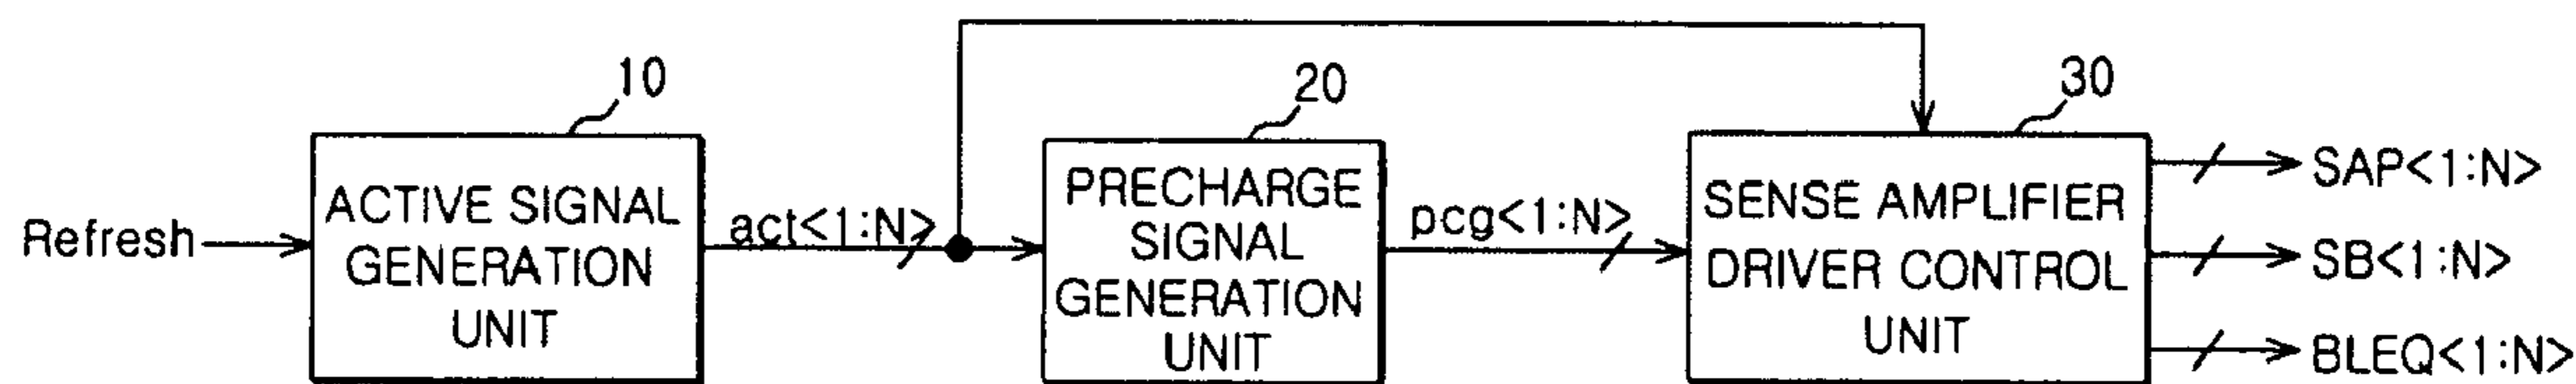 10
20
30
Refresh
ACTIVE SIGNAL
GENERATION
UNIT
act<1:N>
PRECHARGE
SIGNAL
GENERATION
UNIT
pcg<1:N>
SENSE AMPLIFIER
DRIVER CONTROL
UNIT
SAP<1:N>
SB<1:N>
BLEQ<1:N>